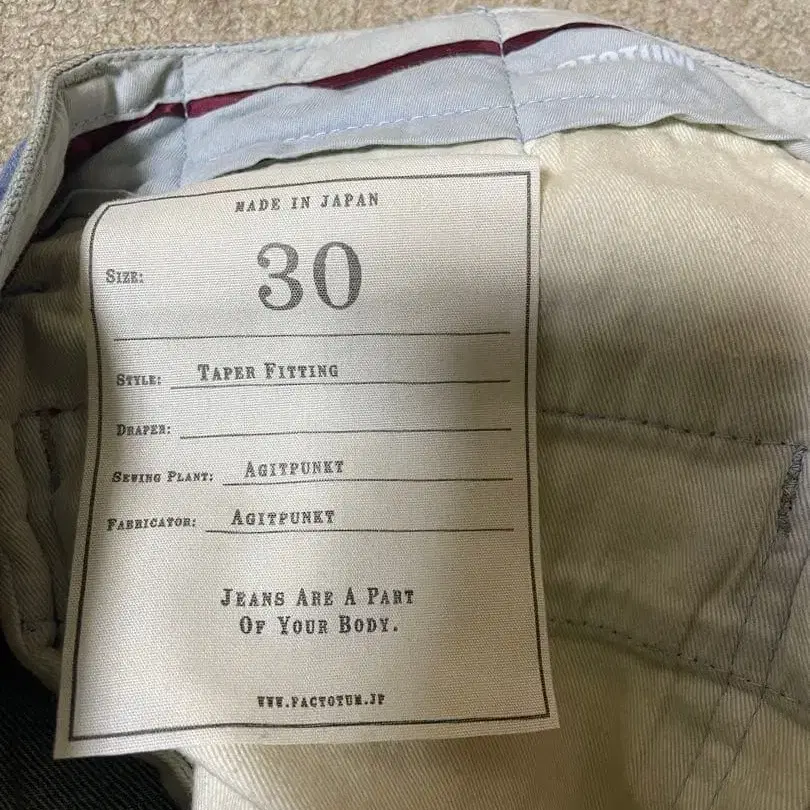 MADE IN JAPAN
SIZE: 30
STYLE: TAPER FITTING
DRAPER:
SEWING PLANT: AGITPUNKT
FABRICATOR: AGITPUNKT
JEANS ARE A PART
OF YOUR BODY.
WWW.FACTOTUM.JP